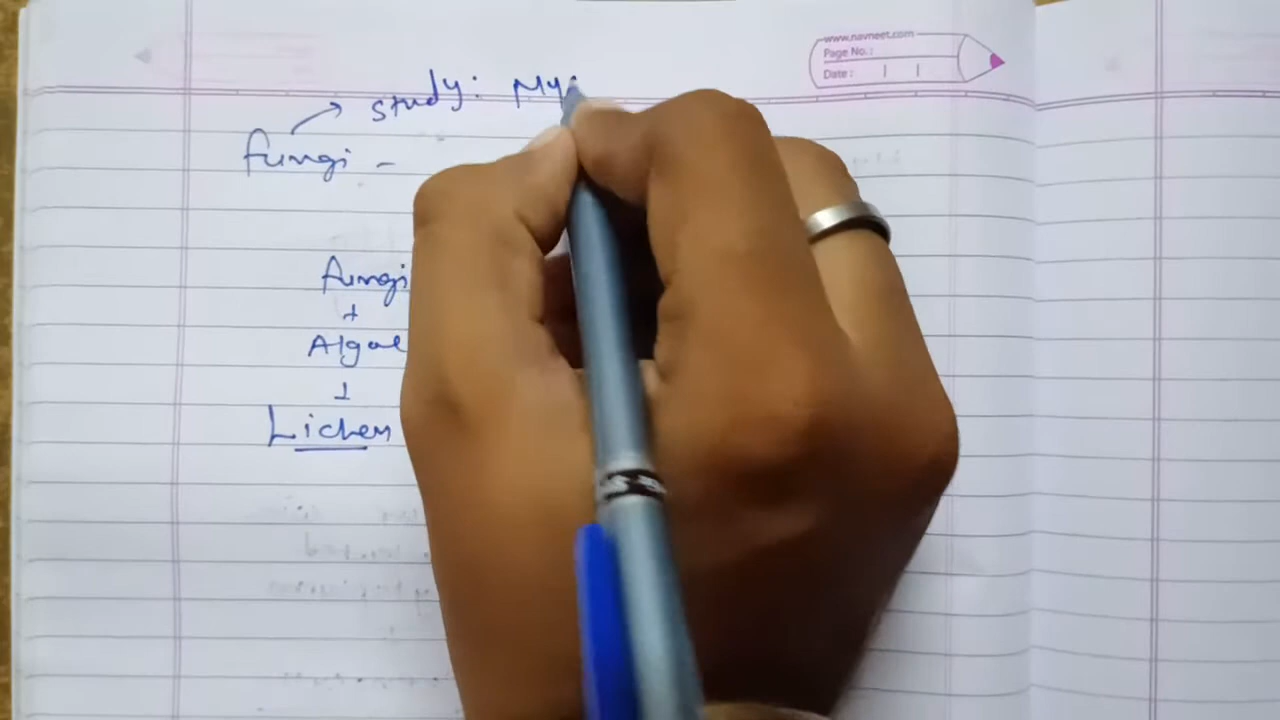 www.navneet.com
Page No. :
Date :
study: My
fungi -
fungi
+
Algae
Lichen